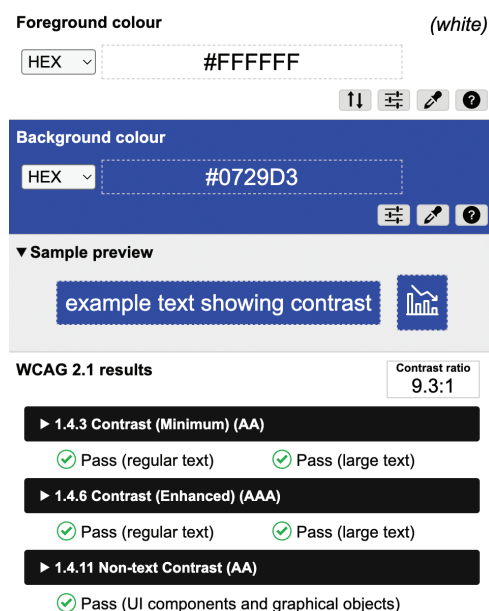 Foreground colour (white)
HEX #FFFFFF
Background colour
HEX #0729D3
▼ Sample preview
example text showing contrast
WCAG 2.1 results
Contrast ratio
9.3:1
▶ 1.4.3 Contrast (Minimum) (AA)
Pass (regular text) Pass (large text)
▶ 1.4.6 Contrast (Enhanced) (AAA)
Pass (regular text) Pass (large text)
▶ 1.4.11 Non-text Contrast (AA)
Pass (UI components and graphical objects)